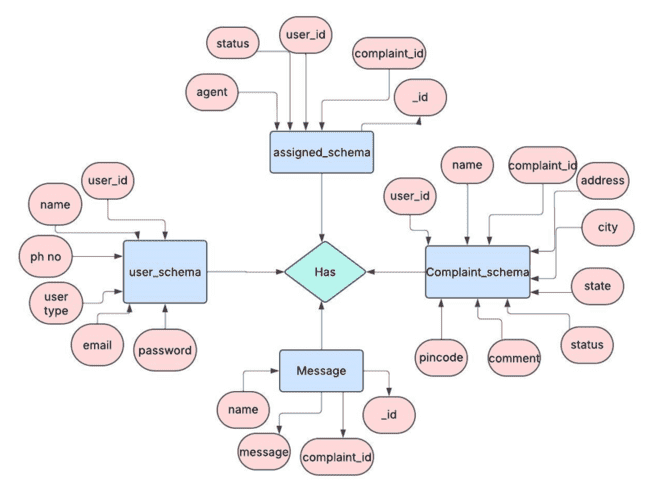 status
user_id
complaint_id
agent
_id
assigned_schema
user_id
name
ph no
user
type
email
password
user_schema
Has
user_id
name
complaint_id
address
city
state
status
comment
pincode
Complaint_schema
Message
name
message
complaint_id
_id